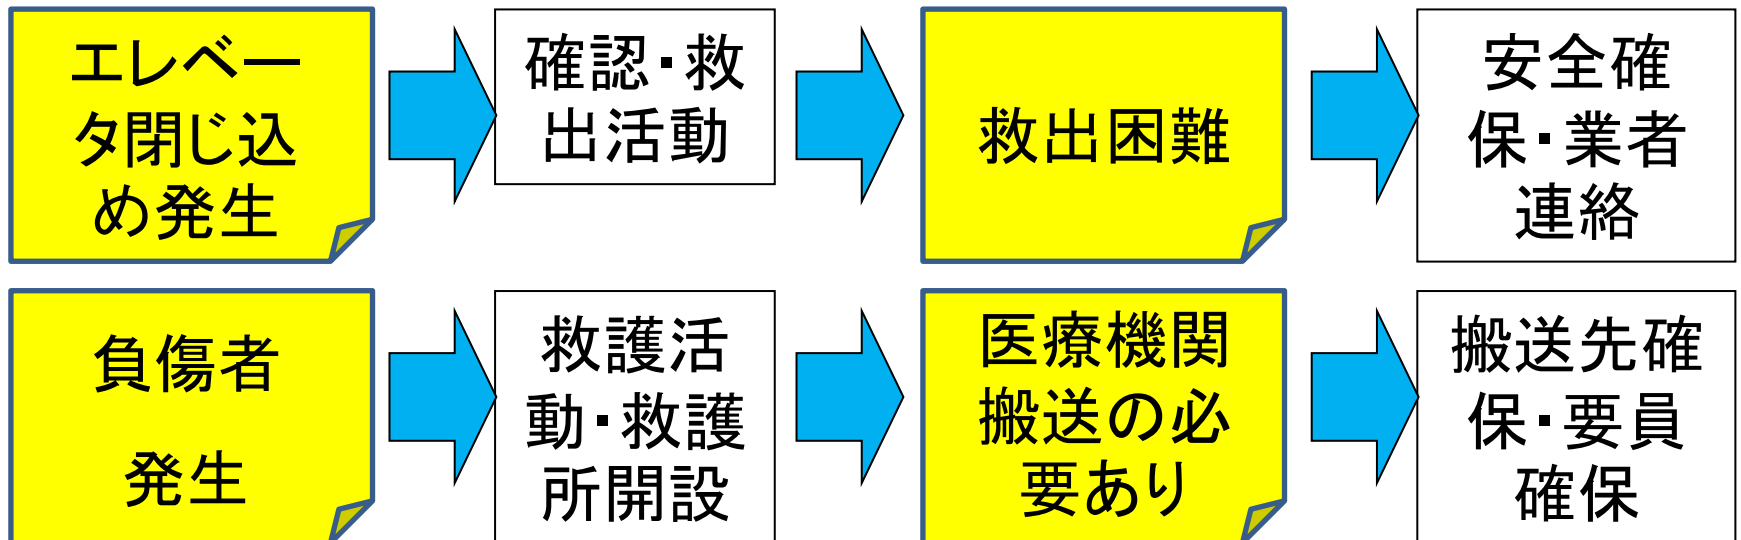 エレベー
タ閉じ込
め発生
確認・救
出活動
救出困難
安全確
保・業者
連絡
負傷者
発生
救護活
動・救護
所開設
医療機関
搬送の必
要あり
搬送先確
保・要員
確保